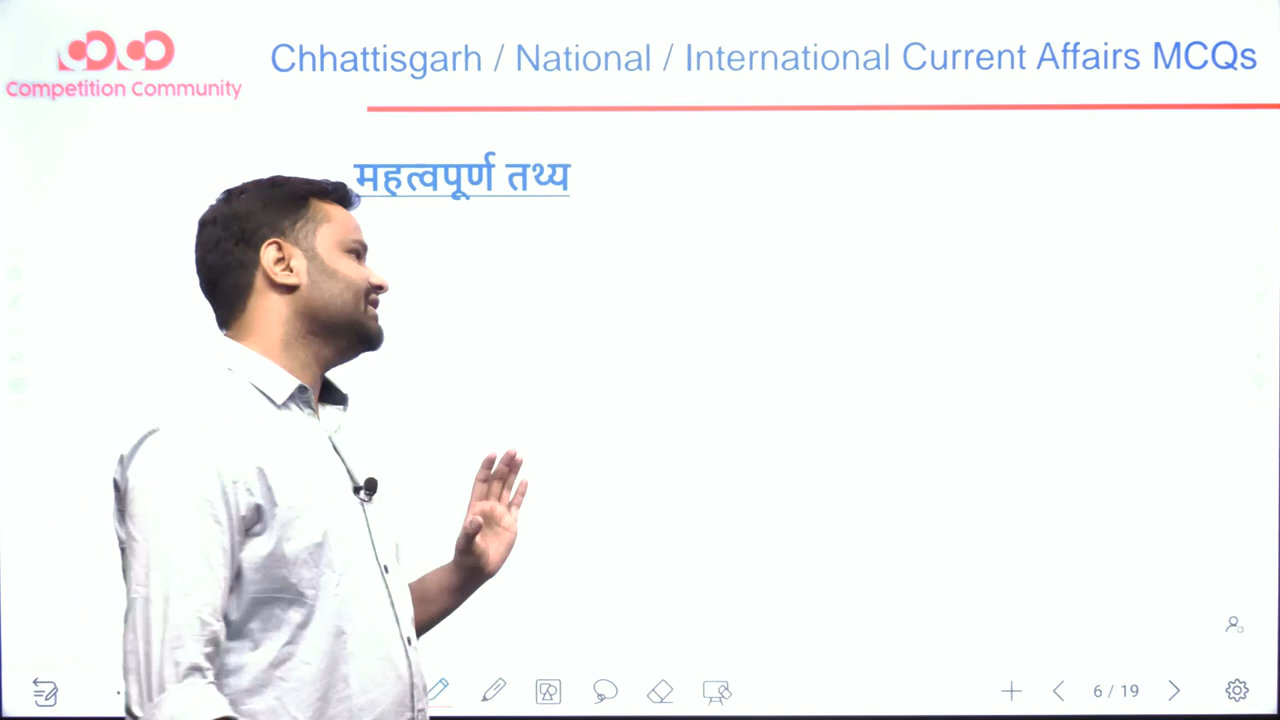 Chhattisgarh / National / International Current Affairs MCQs
Competition Community
महत्वपूर्ण तथ्य
6 / 19